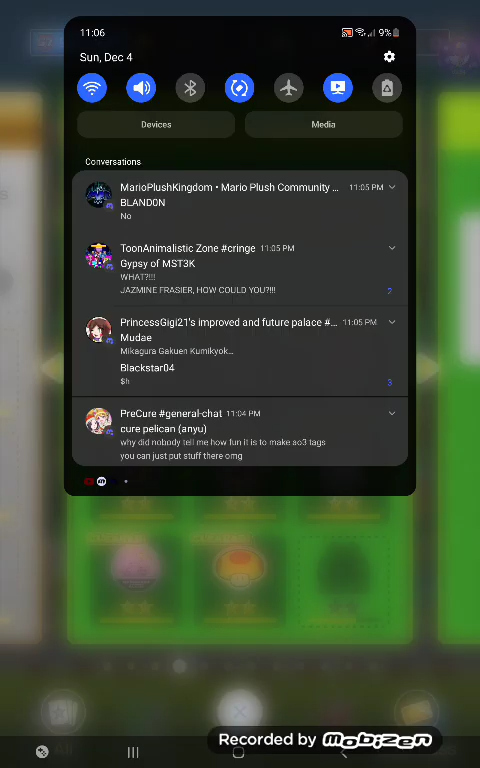 11:06
9%
Sun, Dec 4
Devices
Media
Conversations
MarioPlushKingdom • Mario Plush Community ... 11:05 PM
BLAND0N
No
ToonAnimalistic Zone #cringe 11:05 PM
Gypsy of MST3K
WHAT?!!!
JAZMINE FRASIER, HOW COULD YOU?!!!
2
PrincessGigi21's improved and future palace #... 11:05 PM
Mudae
Mikagura Gakuen Kumikyok...
Blackstar04
$h
3
PreCure #general-chat 11:04 PM
cure pelican (anyu)
why did nobody tell me how fun it is to make ao3 tags
you can just put stuff there omg
Recorded by Mobizen